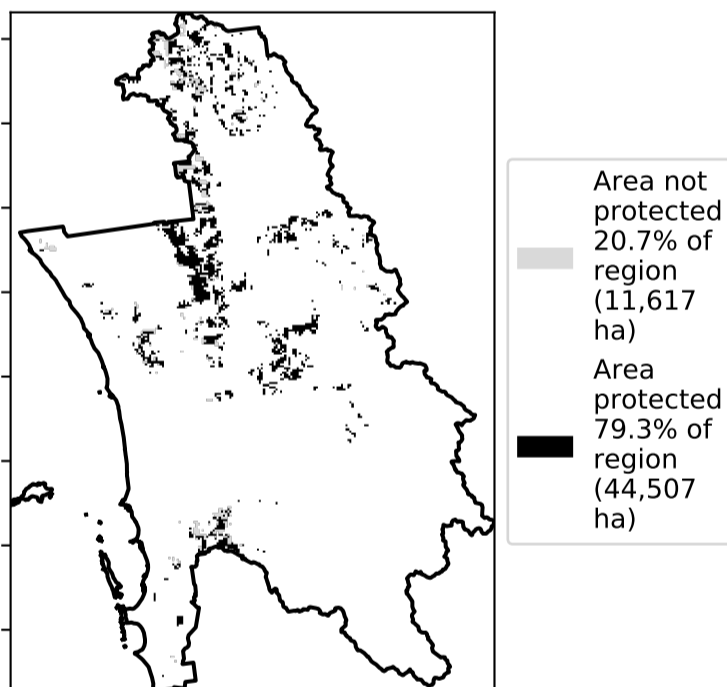 Area not
protected
20.7% of
region
(11,617
ha)
Area
protected
79.3% of
region
(44,507
ha)